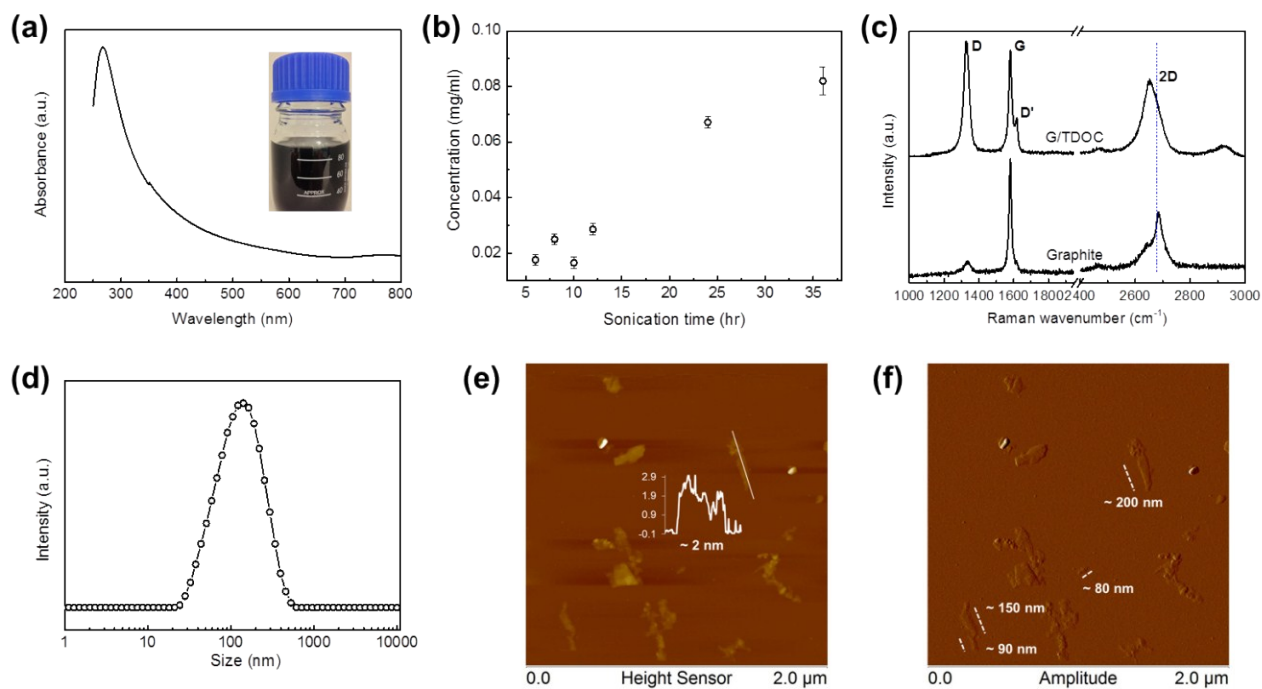 (a)
Absorbance (a.u.)
80
60
APPROX
40
200 300 400 500 600 700 800
Wavelength (nm)
(b)
Concentration (mg/ml)
0.10
0.08
0.06
0.04
0.02
5 10 15 20 25 30 35
Sonication time (hr)
(c)
Intensity (a.u.)
D
G
D'
2D
G/TDOC
Graphite
1000 1200 1400 1600 1800 2400 2600 2800 3000
Raman wavenumber (cm⁻¹)
(d)
Intensity (a.u.)
1 10 100 1000 10000
Size (nm)
(e)
2.9
1.9
0.9
-0.1
~ 2 nm
0.0 Height Sensor 2.0 µm
(f)
~ 200 nm
~ 80 nm
~ 150 nm
~ 90 nm
0.0 Amplitude 2.0 µm